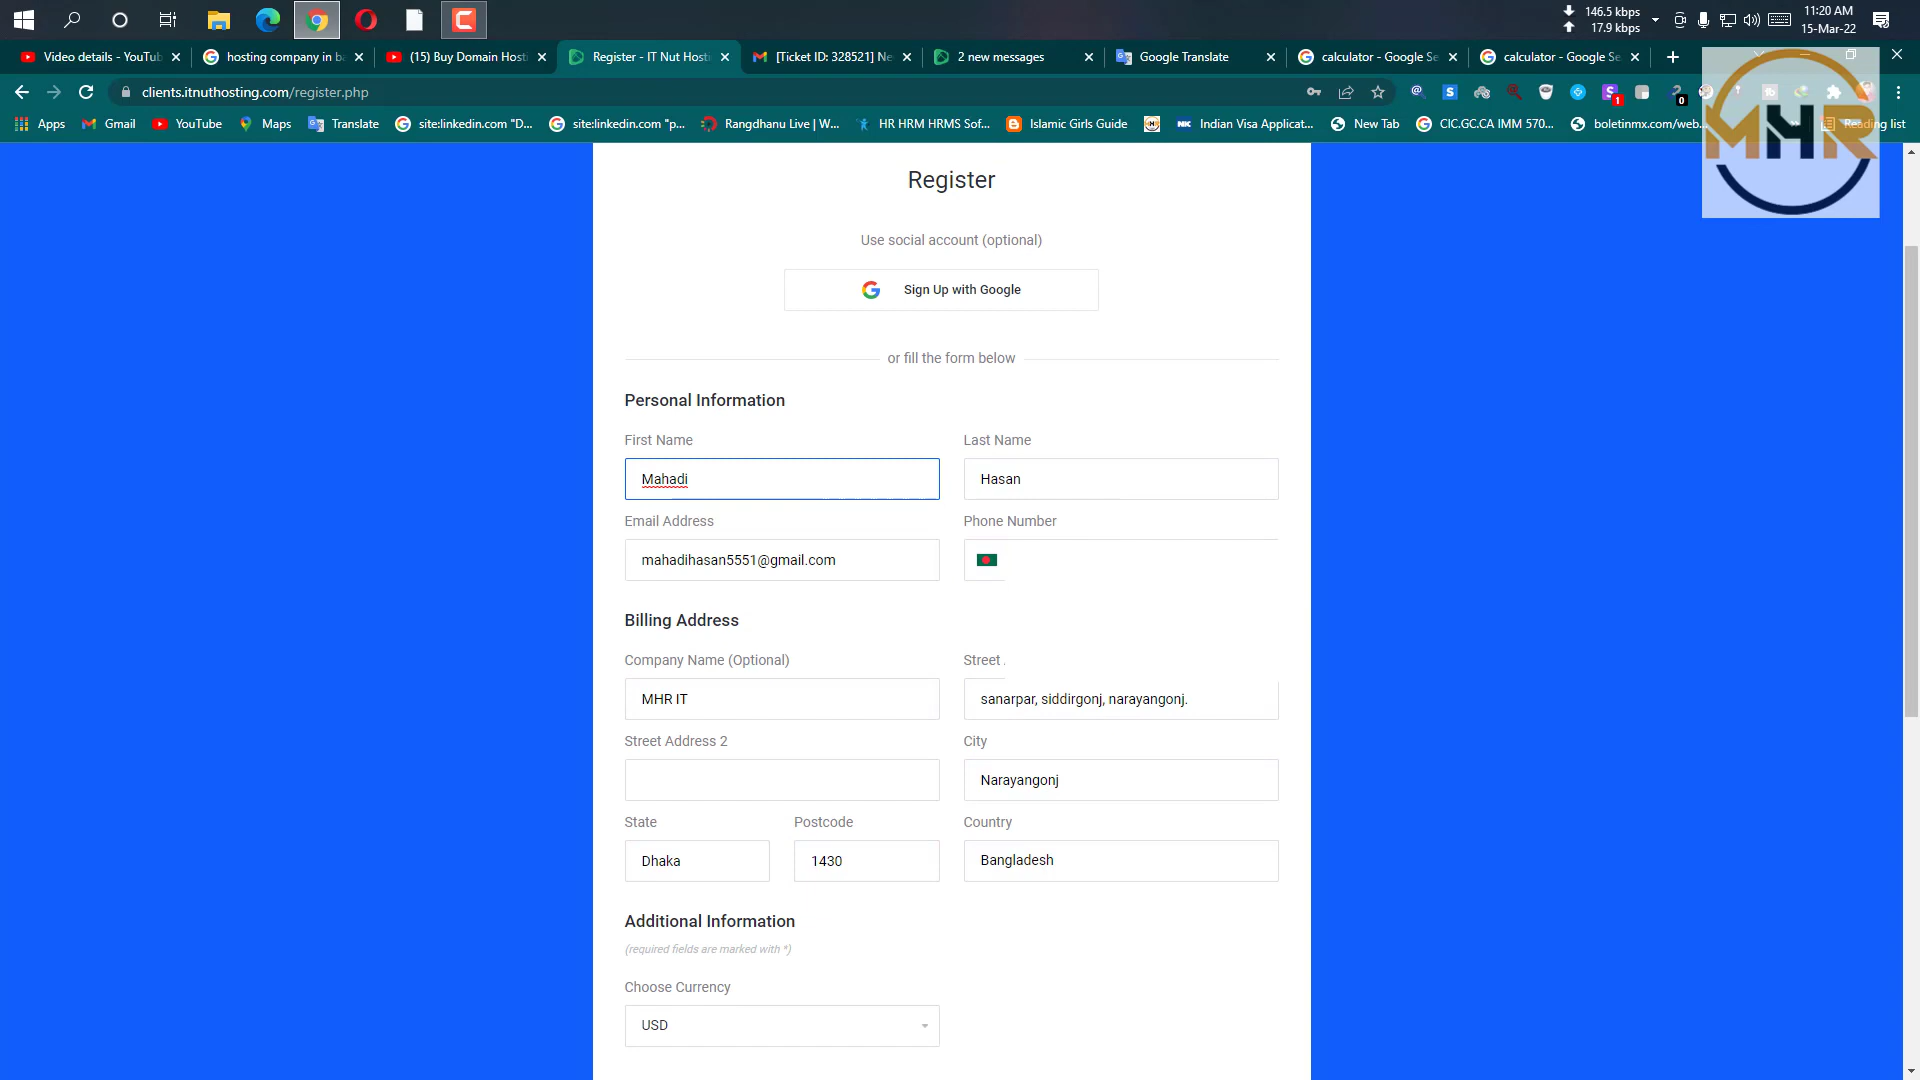 146.5 kbps
17.9 kbps
11:20 AM
15-Mar-22
Video details - YouTub
hosting company in ba
(15) Buy Domain Hosti
Register - IT Nut Hosti
[Ticket ID: 328521] Ne
2 new messages
Google Translate
calculator - Google Se
calculator - Google Se
clients.itnuthosting.com/register.php
1
0
Apps
Gmail
YouTube
Maps
Translate
site:linkedin.com "D...
site:linkedin.com "p...
Rangdhanu Live | W...
HR HRM HRMS Sof...
Islamic Girls Guide
Indian Visa Applicat...
New Tab
CIC.GC.CA IMM 570...
boletinmx.com/web...
Reading list
MHR
Register
Use social account (optional)
Sign Up with Google
or fill the form below
Personal Information
First Name
Last Name
Mahadi
Hasan
Email Address
Phone Number
mahadihasan5551@gmail.com
Billing Address
Company Name (Optional)
Street
MHR IT
sanarpar, siddirgonj, narayangonj.
Street Address 2
City
Narayangonj
State
Postcode
Country
Dhaka
1430
Bangladesh
Additional Information
(required fields are marked with *)
Choose Currency
USD